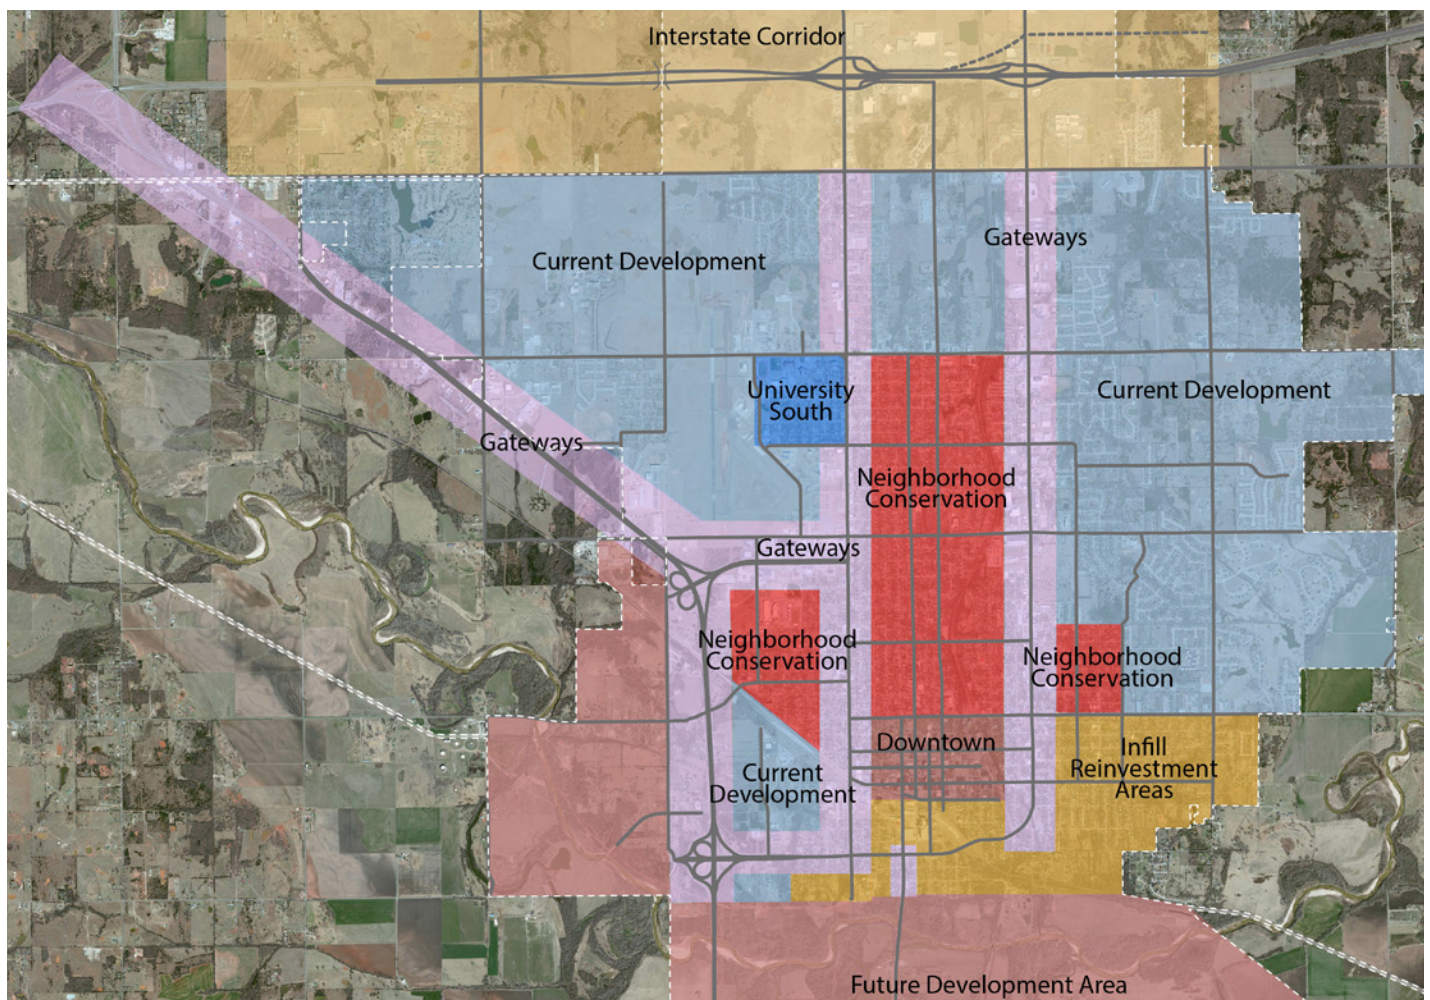 Interstate Corridor
Gateways
Current Development
University
South
Current Development
Gateways
Neighborhood
Conservation
Gateways
Neighborhood
Conservation
Neighborhood
Conservation
Downtown
Infill
Reinvestment
Areas
Current
Development
Future Development Area